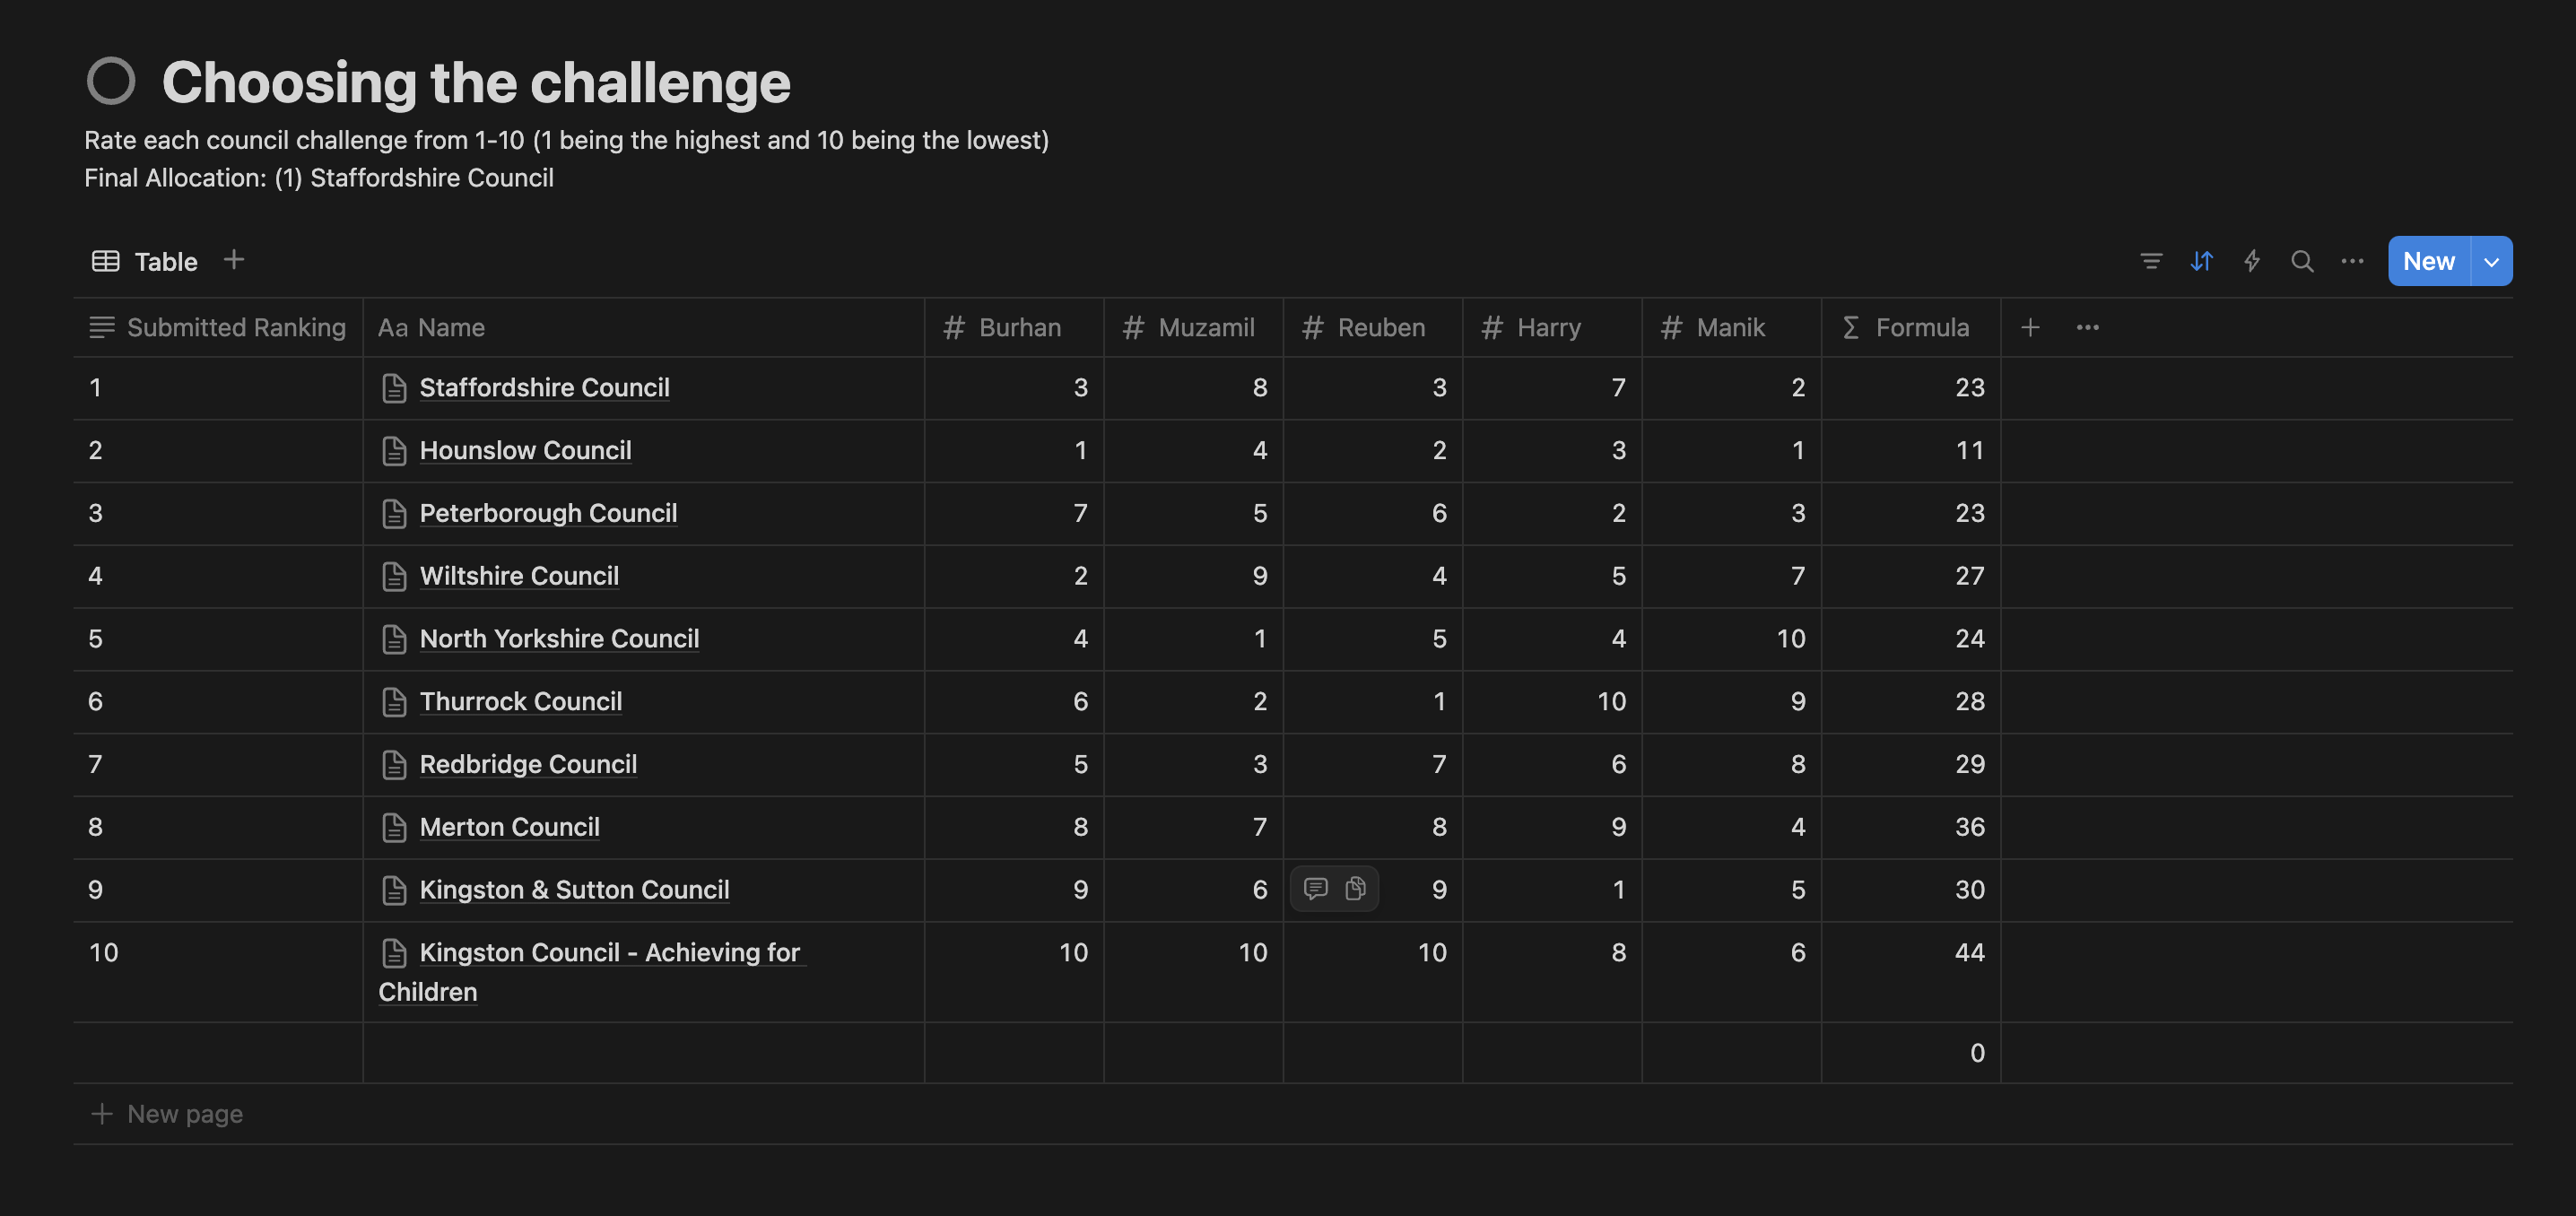 Choosing the challenge
Rate each council challenge from 1-10 (1 being the highest and 10 being the lowest)
Final Allocation: (1) Staffordshire Council
Table
New
Submitted Ranking Aa Name # Burhan # Muzamil # Reuben # Harry # Manik Σ Formula + •••
1 Staffordshire Council 3 8 3 7 2 23
2 Hounslow Council 1 4 2 3 1 11
3 Peterborough Council 7 5 6 2 3 23
4 Wiltshire Council 2 9 4 5 7 27
5 North Yorkshire Council 4 1 5 4 10 24
6 Thurrock Council 6 2 1 10 9 28
7 Redbridge Council 5 3 7 6 8 29
8 Merton Council 8 7 8 9 4 36
9 Kingston & Sutton Council 9 6 9 1 5 30
10 Kingston Council - Achieving for 10 10 10 8 6 44
Children
0
+ New page